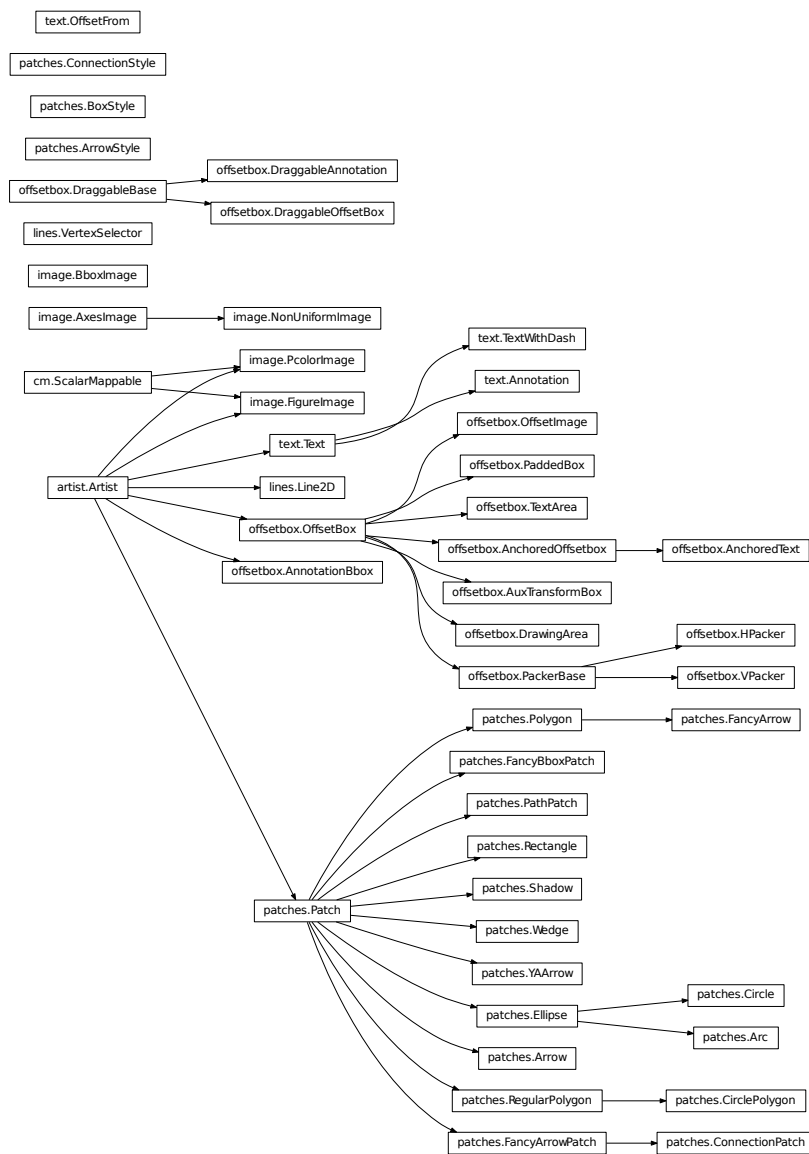 text.OffsetFrom
patches.ConnectionStyle
patches.BoxStyle
patches.ArrowStyle
offsetbox.DraggableAnnotation
offsetbox.DraggableBase
offsetbox.DraggableOffsetBox
lines.VertexSelector
image.BboxImage
image.AxesImage
image.NonUniformImage
text.TextWithDash
image.PcolorImage
cm.ScalarMappable
text.Annotation
image.FigureImage
offsetbox.OffsetImage
text.Text
offsetbox.PaddedBox
artist.Artist
lines.Line2D
offsetbox.TextArea
offsetbox.OffsetBox
offsetbox.AnchoredOffsetbox
offsetbox.AnchoredText
offsetbox.AnnotationBbox
offsetbox.AuxTransformBox
offsetbox.DrawingArea
offsetbox.HPacker
offsetbox.PackerBase
offsetbox.VPacker
patches.Polygon
patches.FancyArrow
patches.FancyBboxPatch
patches.PathPatch
patches.Rectangle
patches.Shadow
patches.Patch
patches.Wedge
patches.YAArrow
patches.Circle
patches.Ellipse
patches.Arc
patches.Arrow
patches.RegularPolygon
patches.CirclePolygon
patches.FancyArrowPatch
patches.ConnectionPatch